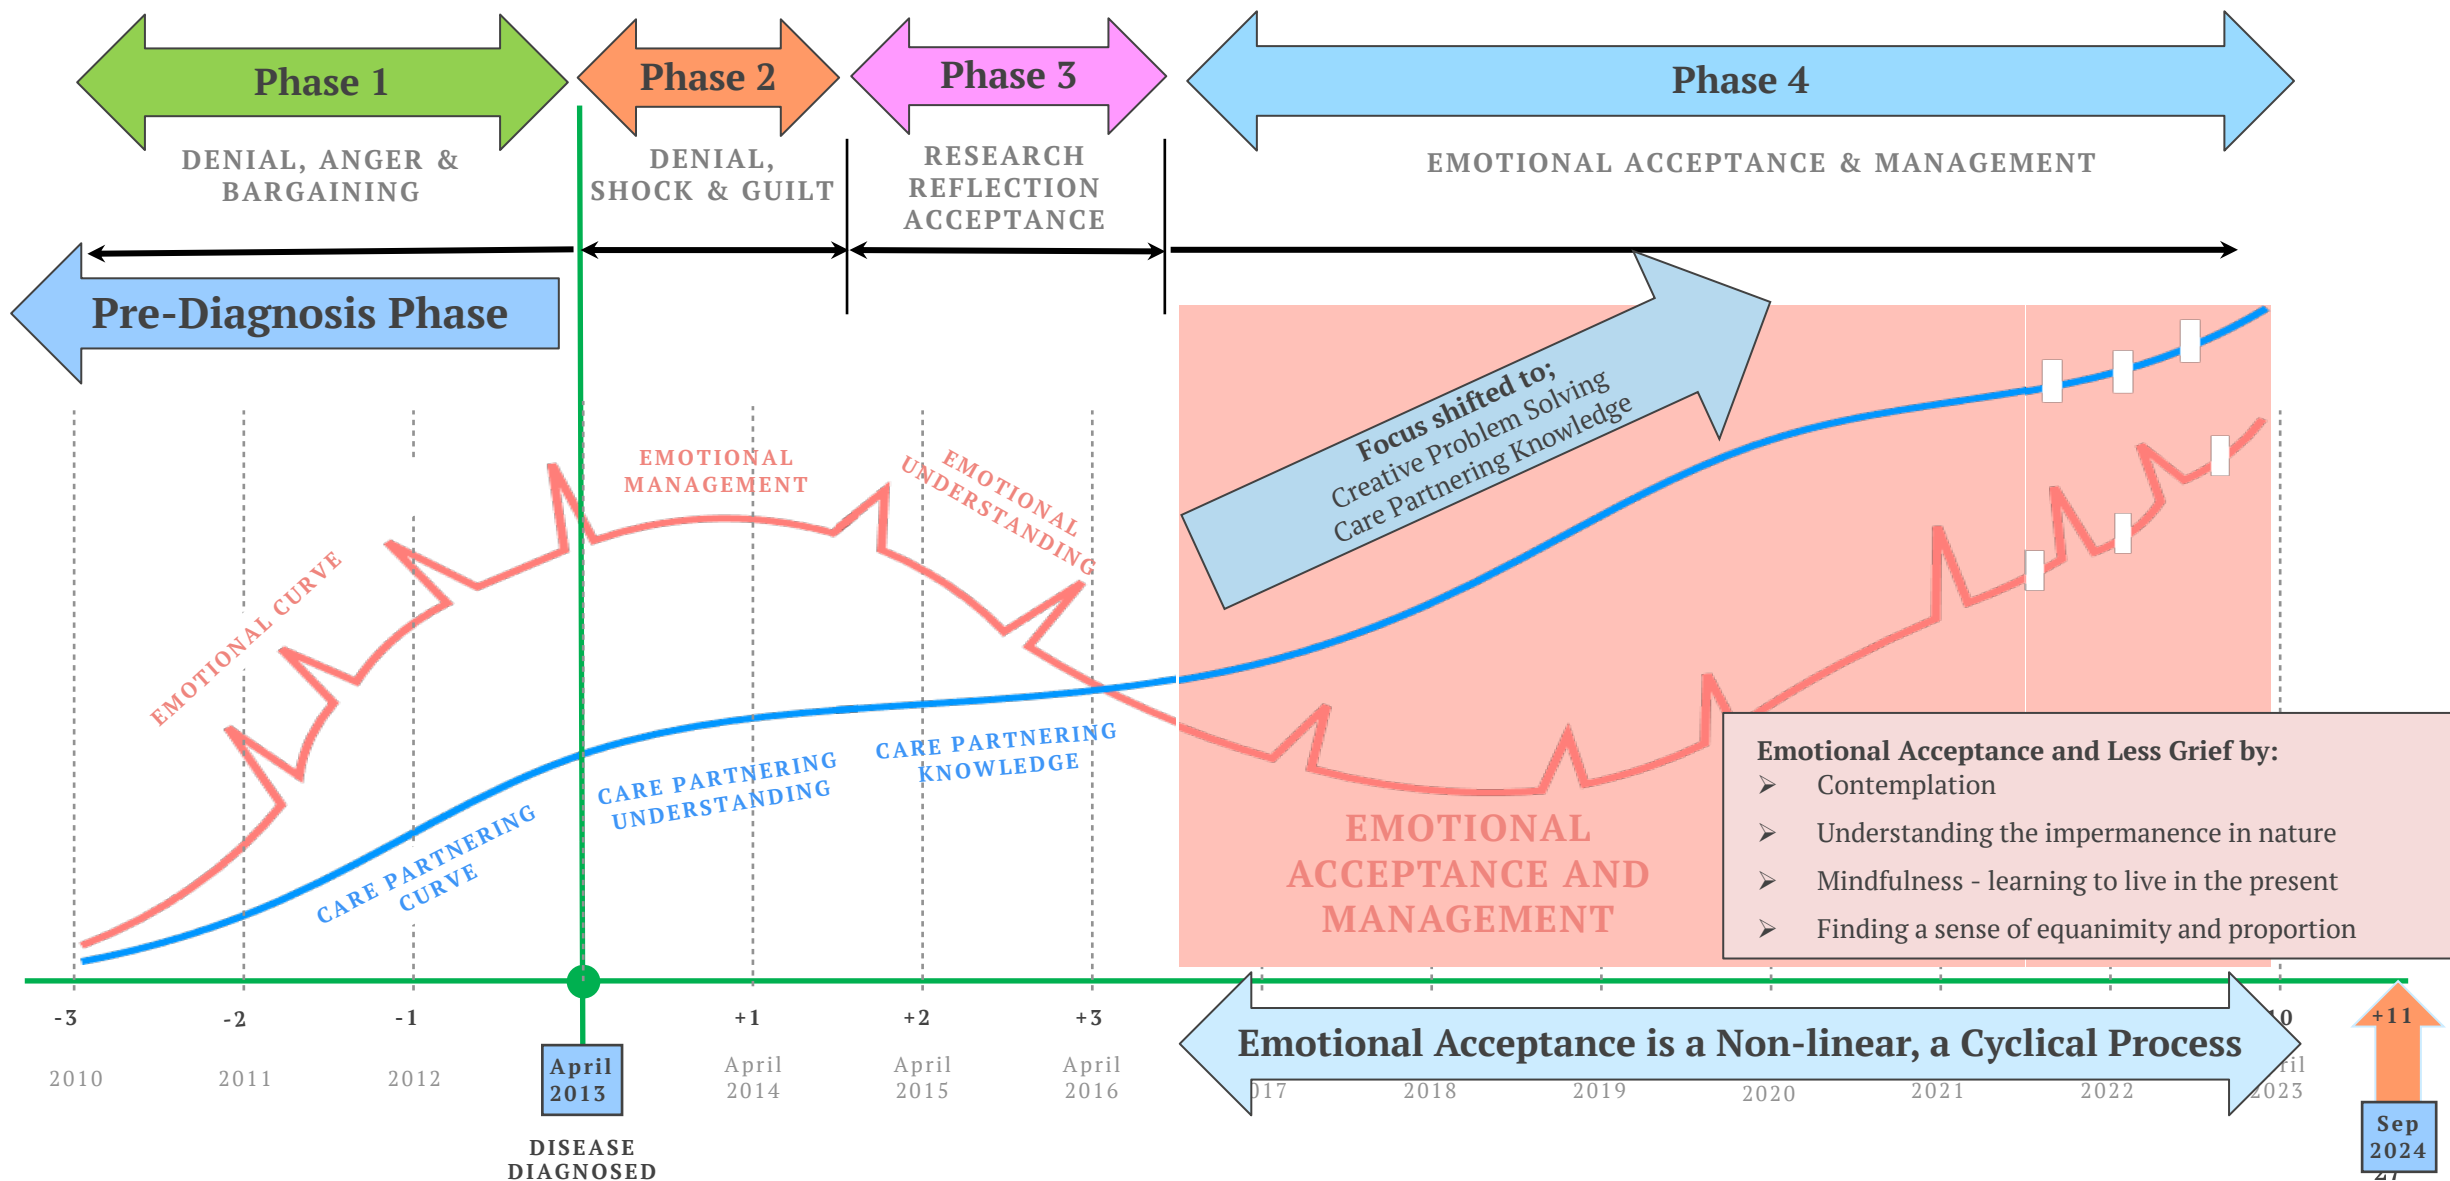 Phase 1
Phase 2
Phase 3
Phase 4
DENIAL, ANGER &
BARGAINING
DENIAL,
SHOCK & GUILT
RESEARCH
REFLECTION
ACCEPTANCE
EMOTIONAL ACCEPTANCE & MANAGEMENT
Pre-Diagnosis Phase
Focus shifted to;
Creative Problem Solving
Care Partnering Knowledge
EMOTIONAL CURVE
EMOTIONAL
MANAGEMENT
EMOTIONAL
UNDERSTANDING
CARE PARTNERING
CURVE
CARE PARTNERING
UNDERSTANDING
CARE PARTNERING
KNOWLEDGE
EMOTIONAL
ACCEPTANCE AND
MANAGEMENT
Emotional Acceptance and Less Grief by:
➢ Contemplation
➢ Understanding the impermanence in nature
➢ Mindfulness - learning to live in the present
➢ Finding a sense of equanimity and proportion
-3
-2
-1
+1
+2
+3
+11
Emotional Acceptance is a Non-linear, a Cyclical Process
2010
2011
2012
April
2013
April
2014
April
2015
April
2016
2018
2019
2020
2021
2022
2023
Sep
2024
DISEASE
DIAGNOSED